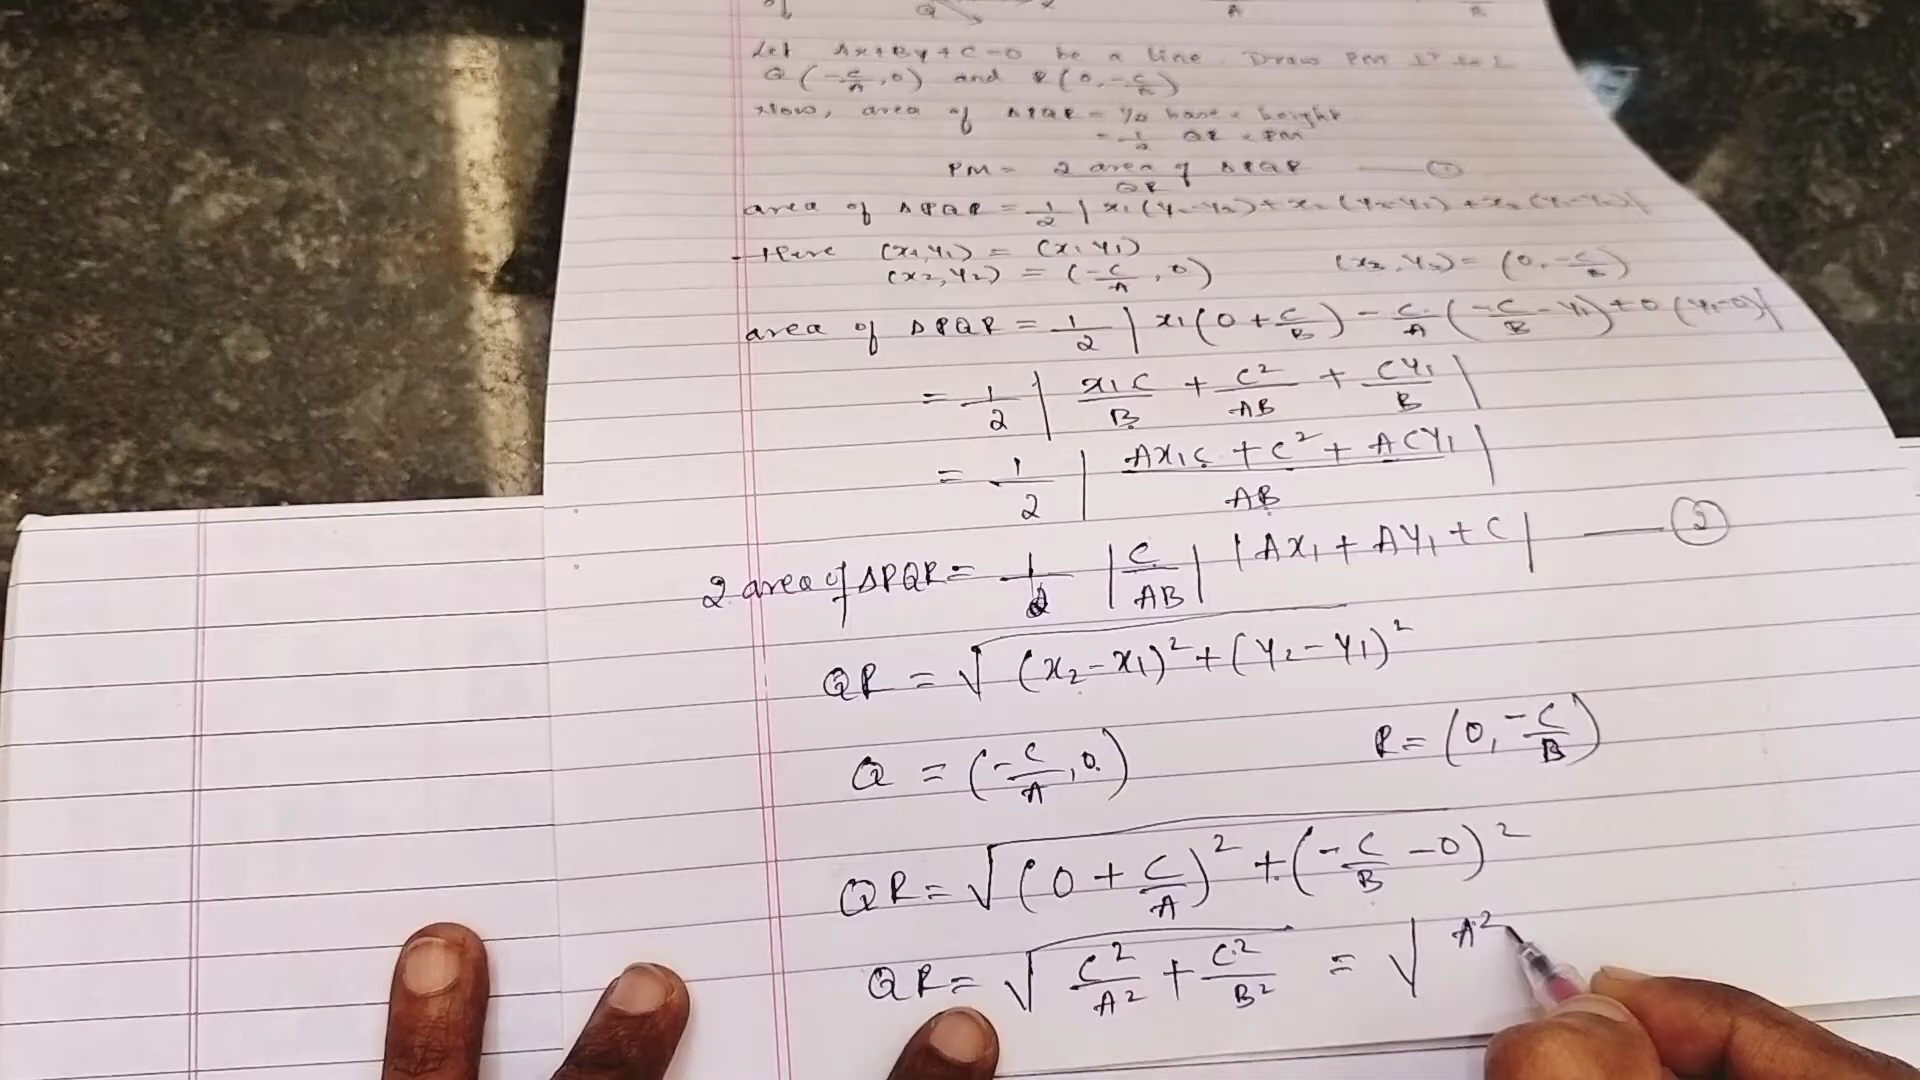 Let Ax+By+C=0 be a line. Draw PM
Q(-C/A, 0) and R(0, -C/B)
Now, area of ΔPQR = 1/2 base × height
= 1/2 QR × PM
PM = 2 area of ΔPQR / QR
area of ΔPQR = 1/2 | x₁(y₂-y₃)+x₂(y₃-y₁)+x₃(y₁-y₂)|
Here (x₁,y₁) = (x₁ y₁)
(x₂,y₂) = (-C/A, 0) (x₃,y₃) = (0, -C/B)
area of ΔPQR = 1/2 | x₁(0+C/B) - C/A (-C/B - y₁) + 0(y₁-0)|
= 1/2 | x₁C/B + C²/AB + Cy₁/B |
= 1/2 | Ax₁C + C² + ACy₁ / AB |
2 area of ΔPQR = 1/2 |C/AB| |Ax₁ + Ay₁ + C| — ②
QR = √(x₂-x₁)²+(y₂-y₁)²
Q = (-C/A, 0) R = (0, -C/B)
QR = √(0 + C/A)² + (-C/B - 0)²
QR = √C²/A² + C²/B² = √ A²